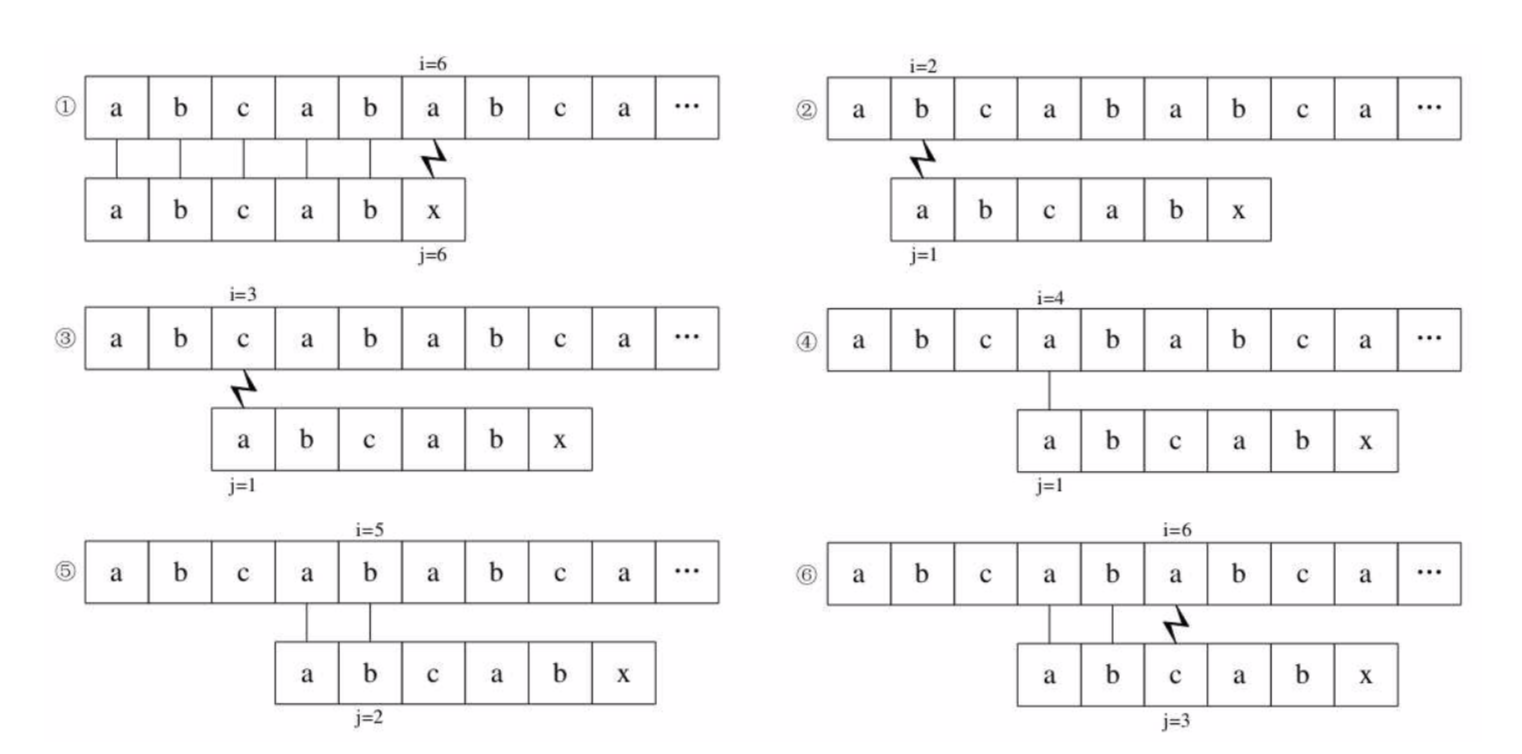 i=6
① a b c a b a b c a ···
a b c a b x
j=6
i=2
② a b c a b a b c a ···
a b c a b x
j=1
i=3
③ a b c a b a b c a ···
a b c a b x
j=1
i=4
④ a b c a b a b c a ···
a b c a b x
j=1
i=5
⑤ a b c a b a b c a ···
a b c a b x
j=2
i=6
⑥ a b c a b a b c a ···
a b c a b x
j=3